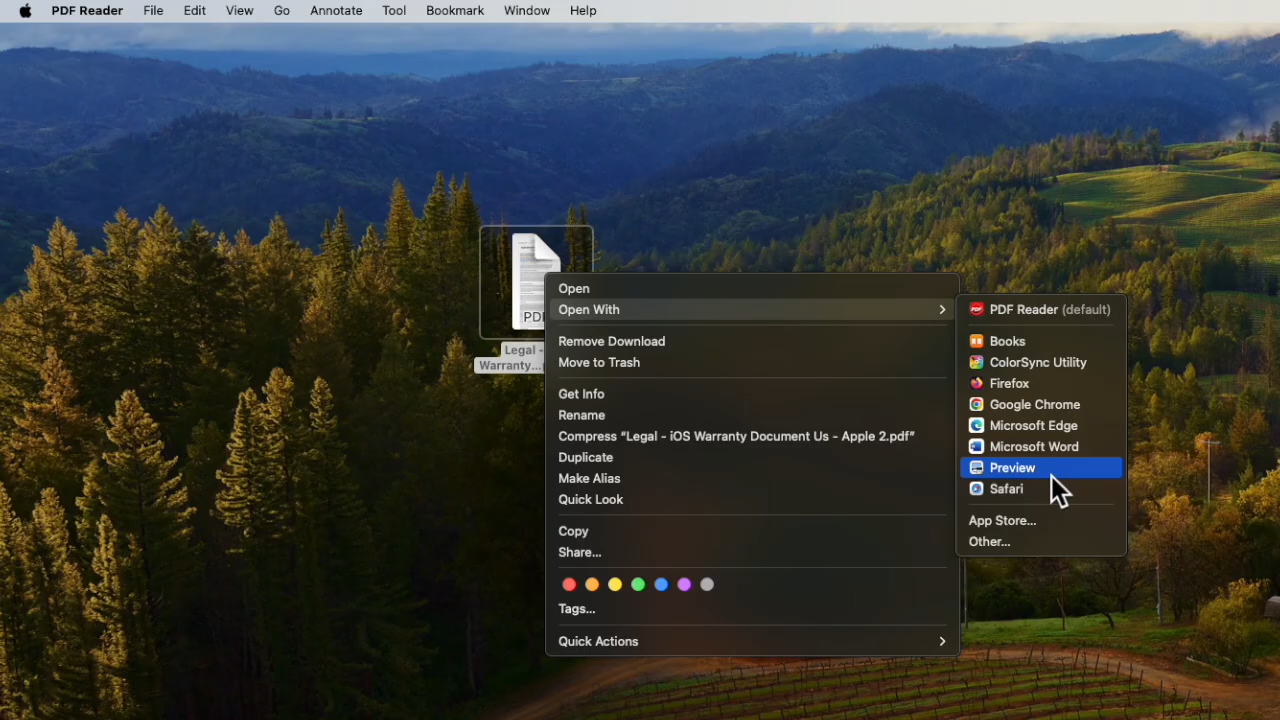 PDF Reader File Edit View Go Annotate Tool Bookmark Window Help
PDF
Legal -
Warranty...
Open
Open With
Remove Download
Move to Trash
Get Info
Rename
Compress “Legal - iOS Warranty Document Us - Apple 2.pdf”
Duplicate
Make Alias
Quick Look
Copy
Share...
Tags...
Quick Actions
PDF Reader (default)
Books
ColorSync Utility
Firefox
Google Chrome
Microsoft Edge
Microsoft Word
Preview
Safari
App Store...
Other...